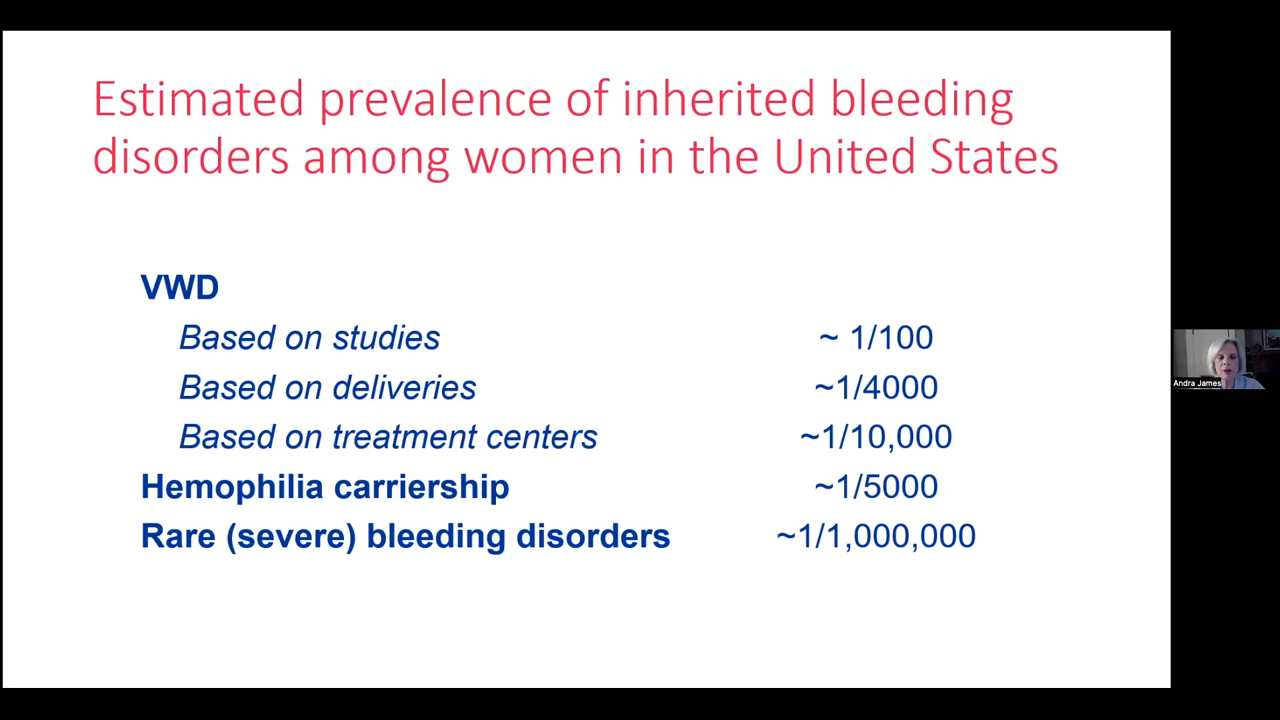 Estimated prevalence of inherited bleeding
disorders among women in the United States
VWD
Based on studies ~ 1/100
Based on deliveries ~1/4000
Based on treatment centers ~1/10,000
Hemophilia carriership ~1/5000
Rare (severe) bleeding disorders ~1/1,000,000
Andra James